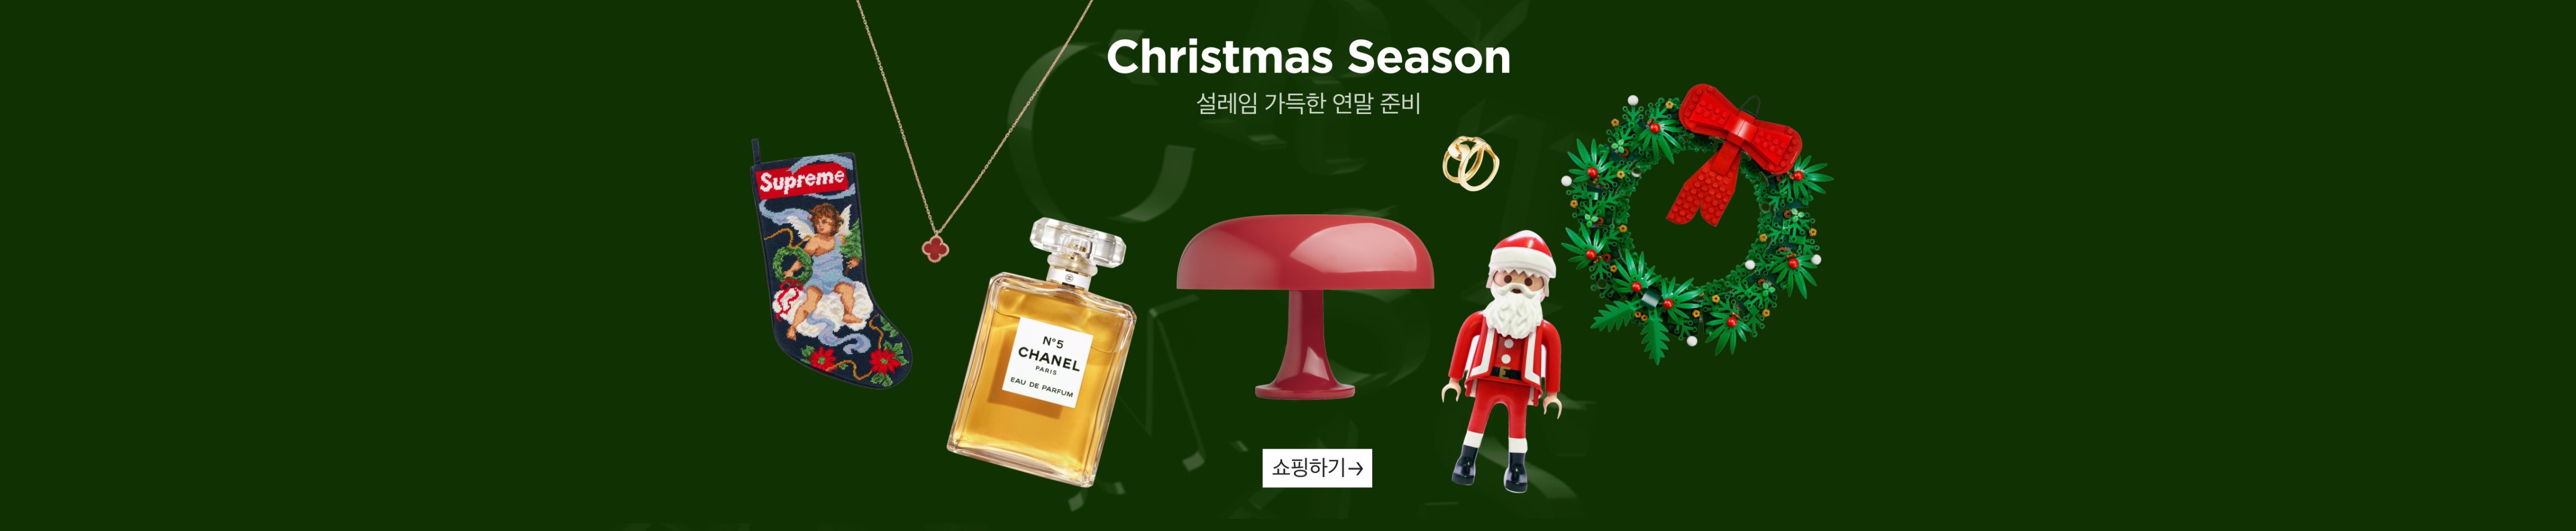 Christmas Season
설레임 가득한 연말 준비
Supreme
N°5
CHANEL
PARIS
EAU DE PARFUM
쇼핑하기→